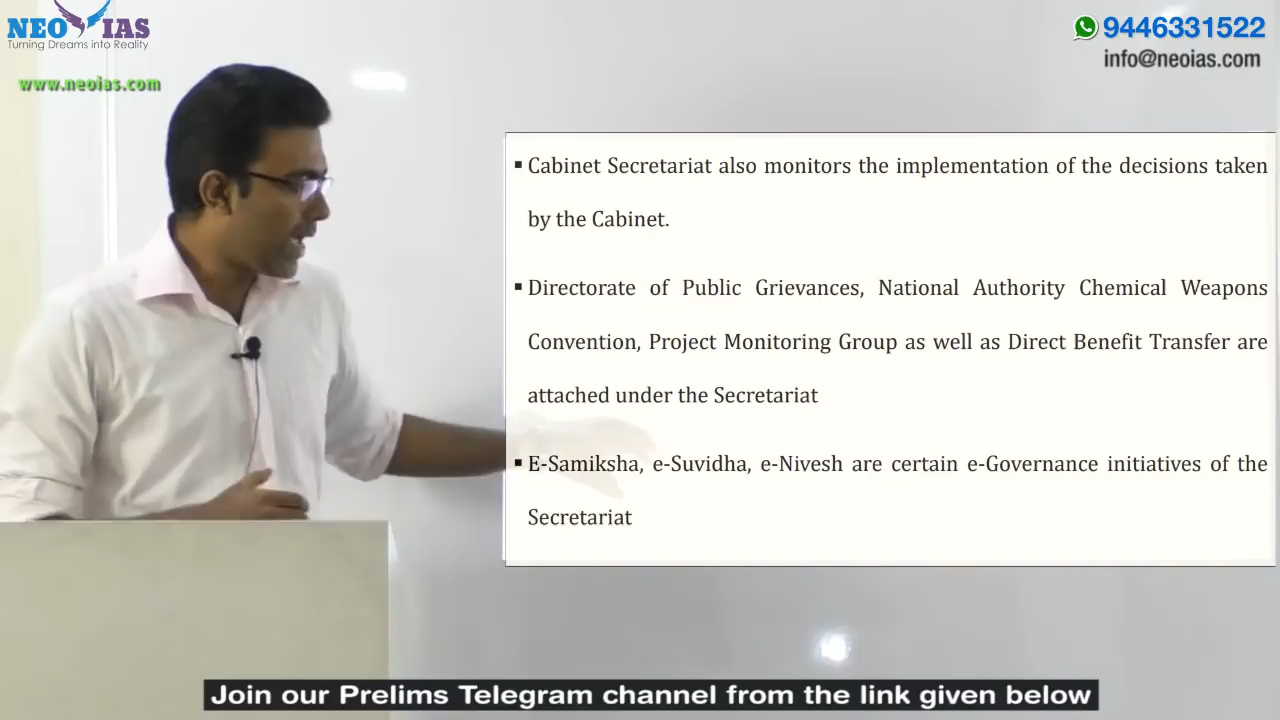 NEO IAS
Turning Dreams into Reality
www.neoias.com
9446331522
info@neoias.com
▪ Cabinet Secretariat also monitors the implementation of the decisions taken
by the Cabinet.
▪ Directorate of Public Grievances, National Authority Chemical Weapons
Convention, Project Monitoring Group as well as Direct Benefit Transfer are
attached under the Secretariat
▪ E-Samiksha, e-Suvidha, e-Nivesh are certain e-Governance initiatives of the
Secretariat
Join our Prelims Telegram channel from the link given below